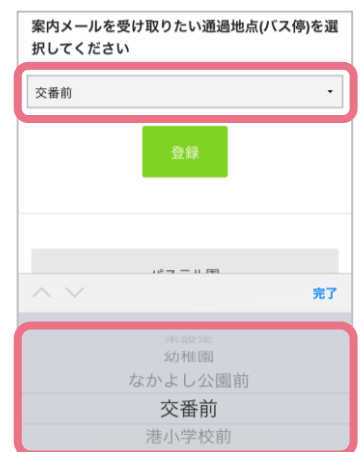 案内メールを受け取りたい通過地点(バス停)を選
択してください
交番前
登録
完了
幼稚園
なかよし公園前
交番前
港小学校前